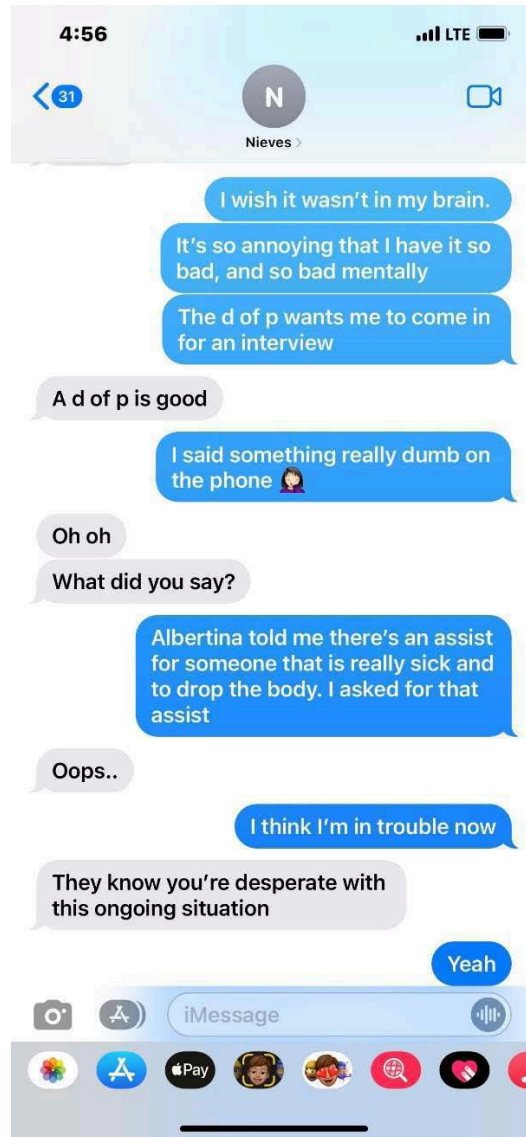 4:56
LTE
31
N
Nieves
I wish it wasn't in my brain.
It's so annoying that I have it so
bad, and so bad mentally
The d of p wants me to come in
for an interview
A d of p is good
I said something really dumb on
the phone 🤦🏻‍♀️
Oh oh
What did you say?
Albertina told me there's an assist
for someone that is really sick and
to drop the body. I asked for that
assist
Oops..
I think I'm in trouble now
They know you're desperate with
this ongoing situation
Yeah
iMessage
Pay